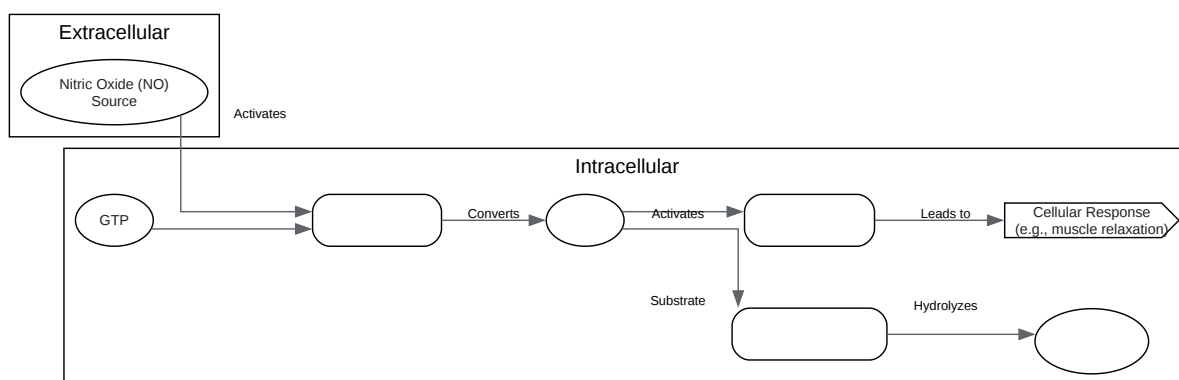 Extracellular
Nitric Oxide (NO)
Source
Activates
Intracellular
GTP
Converts
Activates
Leads to
Cellular Response
(e.g., muscle relaxation)
Substrate
Hydrolyzes